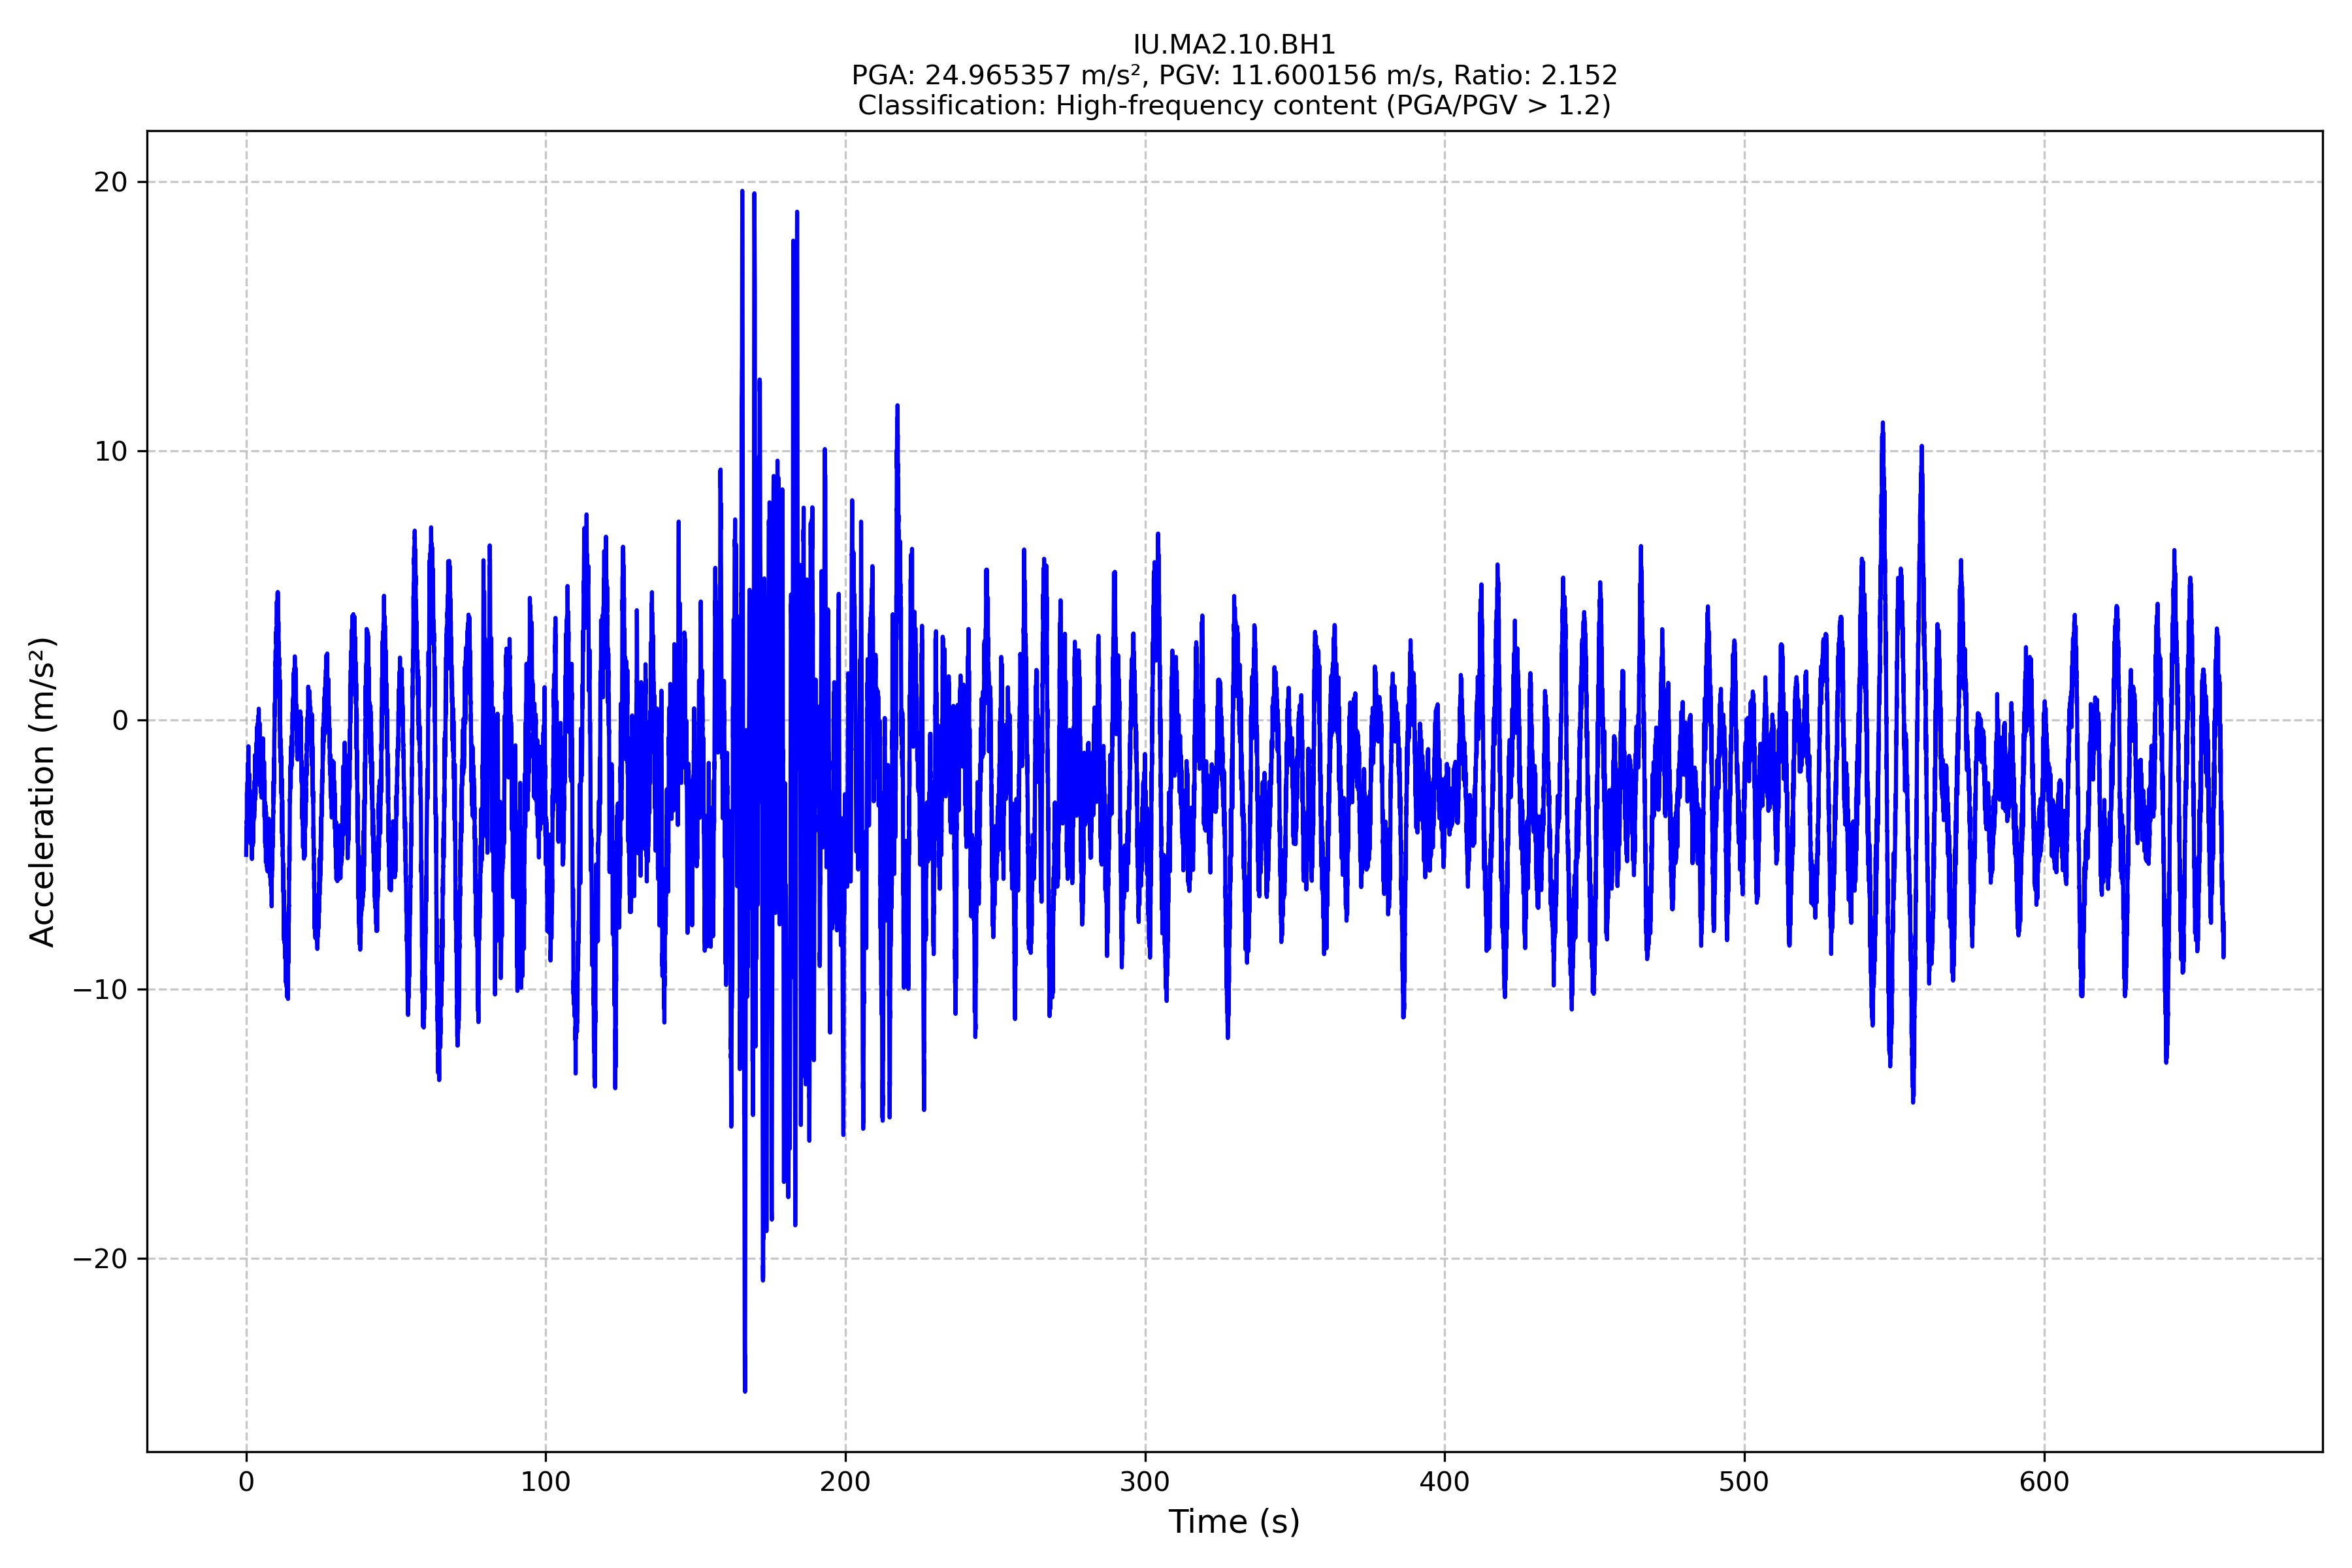 IU.MA2.10.BH1
PGA: 24.965357 m/s², PGV: 11.600156 m/s, Ratio: 2.152
Classification: High-frequency content (PGA/PGV > 1.2)
Acceleration (m/s²)
20
10
0
−10
−20
0 100 200 300 400 500 600
Time (s)